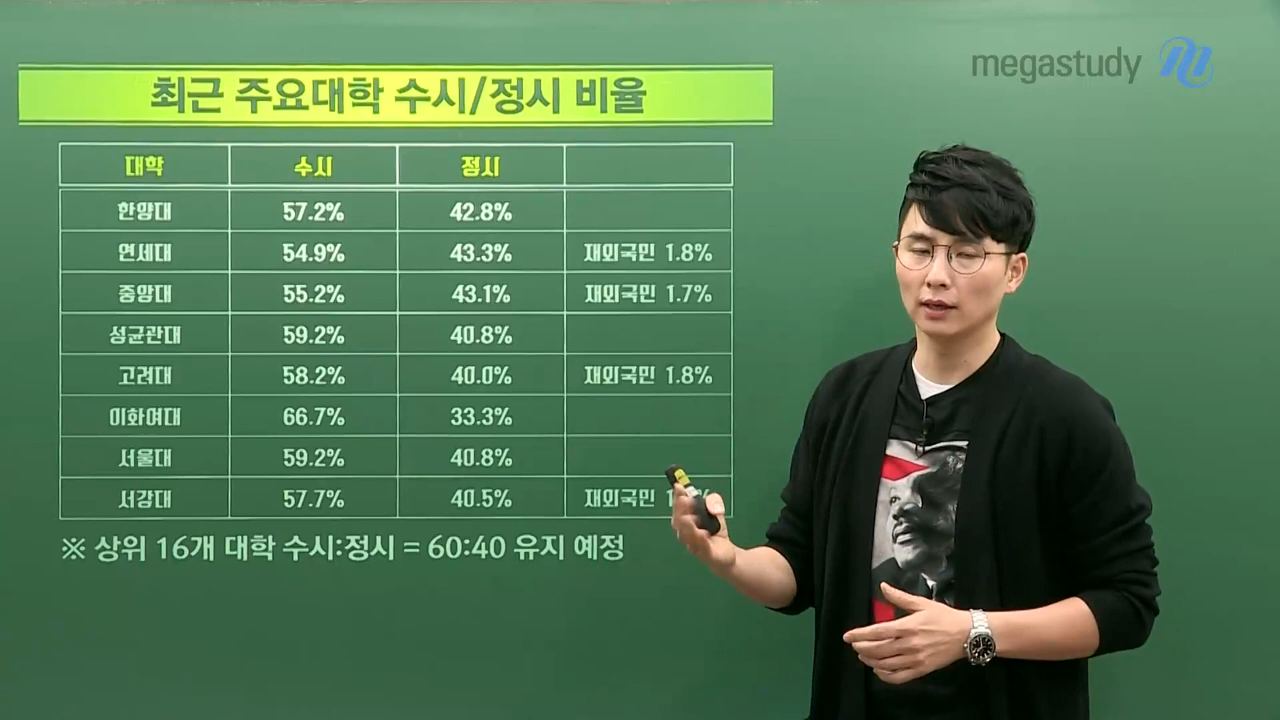 megastudy
최근 주요대학 수시/정시 비율
대학 수시 정시
한양대 57.2% 42.8%
연세대 54.9% 43.3% 재외국민 1.8%
중앙대 55.2% 43.1% 재외국민 1.7%
성균관대 59.2% 40.8%
고려대 58.2% 40.0% 재외국민 1.8%
이화여대 66.7% 33.3%
서울대 59.2% 40.8%
서강대 57.7% 40.5% 재외국민
※ 상위 16개 대학 수시:정시 = 60:40 유지 예정